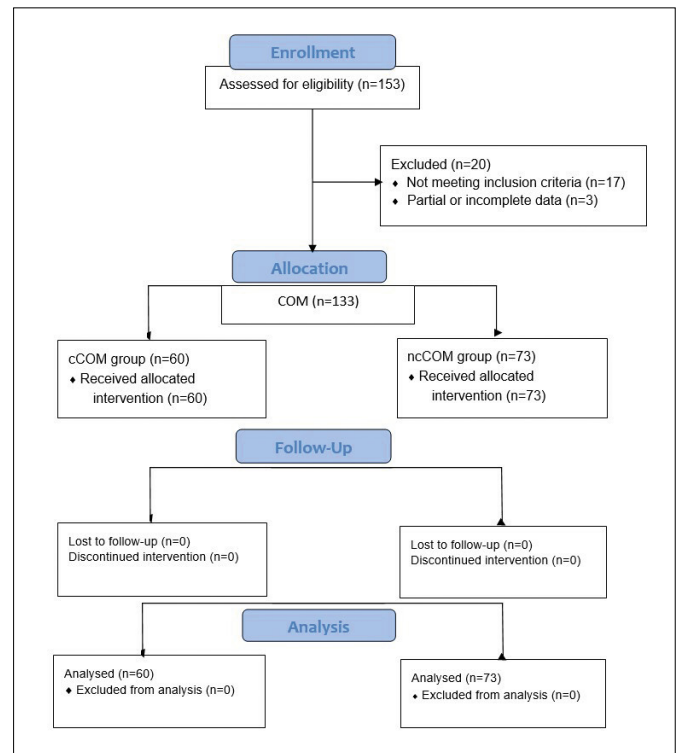 Enrollment
Assessed for eligibility (n=153)
Excluded (n=20)
♦ Not meeting inclusion criteria (n=17)
♦ Partial or incomplete data (n=3)
Allocation
COM (n=133)
cCOM group (n=60)
♦ Received allocated
intervention (n=60)
ncCOM group (n=73)
♦ Received allocated
intervention (n=73)
Follow-Up
Lost to follow-up (n=0)
Discontinued intervention (n=0)
Lost to follow-up (n=0)
Discontinued intervention (n=0)
Analysis
Analysed (n=60)
♦ Excluded from analysis (n=0)
Analysed (n=73)
♦ Excluded from analysis (n=0)